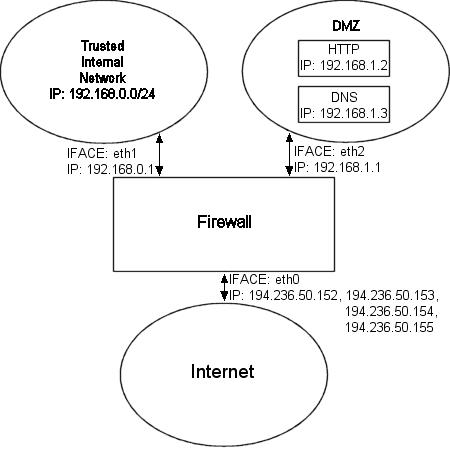 Trusted
Internal
Network
IP: 192.168.0.0/24
DMZ
HTTP
IP: 192.168.1.2
DNS
IP: 192.168.1.3
IFACE: eth1
IP: 192.168.0.1
IFACE: eth2
IP: 192.168.1.1
Firewall
IFACE: eth0
IP: 194.236.50.152, 194.236.50.153,
194.236.50.154,
194.236.50.155
Internet